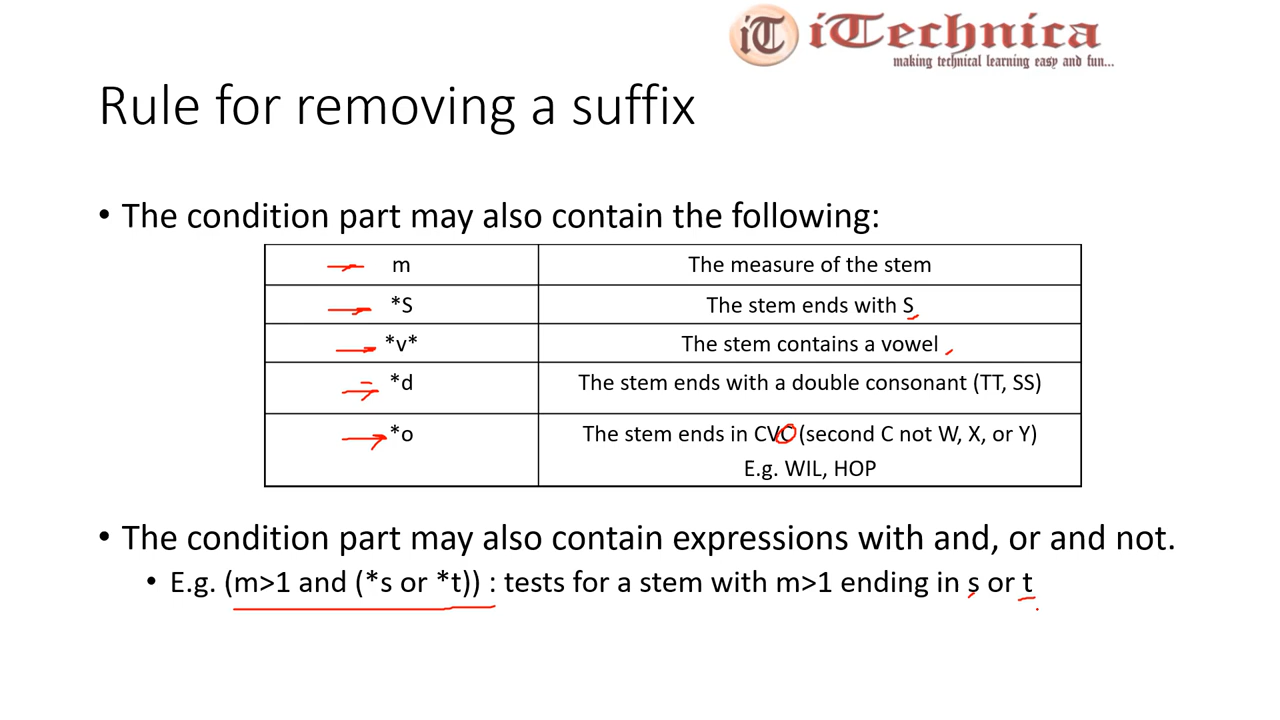 iT iTechnica
making technical learning easy and fun...
Rule for removing a suffix
• The condition part may also contain the following:
m The measure of the stem
*S The stem ends with S
*v* The stem contains a vowel
*d The stem ends with a double consonant (TT, SS)
*o The stem ends in CVC (second C not W, X, or Y)
E.g. WIL, HOP
• The condition part may also contain expressions with and, or and not.
• E.g. (m>1 and (*s or *t)) : tests for a stem with m>1 ending in s or t